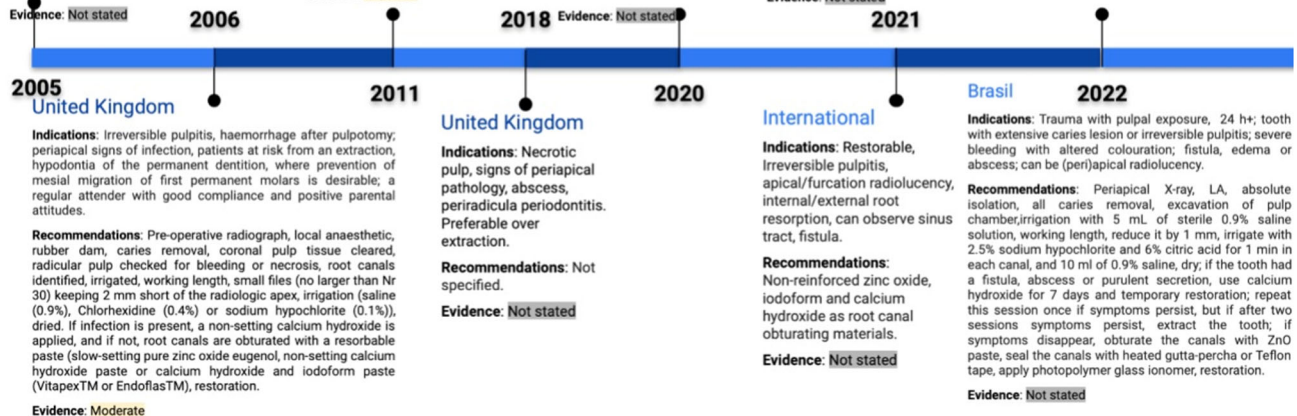 Evidence: Not stated
2006
2018 Evidence: Not stated
2021
2005
2011
2020
2022
United Kingdom
Indications: Irreversible pulpitis, haemorrhage after pulpotomy;
periapical signs of infection, patients at risk from an extraction,
hypodontia of the permanent dentition, where prevention of
mesial migration of first permanent molars is desirable; a
regular attender with good compliance and positive parental
attitudes.
Recommendations: Pre-operative radiograph, local anaesthetic,
rubber dam, caries removal, coronal pulp tissue cleared,
radicular pulp checked for bleeding or necrosis, root canals
identified, irrigated, working length, small files (no larger than Nr
30) keeping 2 mm short of the radiologic apex, irrigation (saline
(0.9%), Chlorhexidine (0.4%) or sodium hypochlorite (0.1%)),
dried. If infection is present, a non-setting calcium hydroxide is
applied, and if not, root canals are obturated with a resorbable
paste (slow-setting pure zinc oxide eugenol, non-setting calcium
hydroxide paste or calcium hydroxide and iodoform paste
(VitapexTM or EndoflasTM), restoration.
Evidence: Moderate
United Kingdom
Indications: Necrotic
pulp, signs of periapical
pathology, abscess,
periradicula periodontitis.
Preferable over
extraction.
Recommendations: Not
specified.
Evidence: Not stated
International
Indications: Restorable,
Irreversible pulpitis,
apical/furcation radiolucency,
internal/external root
resorption, can observe sinus
tract, fistula.
Recommendations:
Non-reinforced zinc oxide,
iodoform and calcium
hydroxide as root canal
obturating materials.
Evidence: Not stated
Brasil
Indications: Trauma with pulpal exposure, 24 h+; tooth
with extensive caries lesion or irreversible pulpitis; severe
bleeding with altered colouration; fistula, edema or
abscess; can be (peri)apical radiolucency.
Recommendations: Periapical X-ray, LA, absolute
isolation, all caries removal, excavation of pulp
chamber,irrigation with 5 mL of sterile 0.9% saline
solution, working length, reduce it by 1 mm, irrigate with
2.5% sodium hypochlorite and 6% citric acid for 1 min in
each canal, and 10 ml of 0.9% saline, dry; if the tooth had
a fistula, abscess or purulent secretion, use calcium
hydroxide for 7 days and temporary restoration; repeat
this session once if symptoms persist, but if after two
sessions symptoms persist, extract the tooth; if
symptoms disappear, obturate the canals with ZnO
paste, seal the canals with heated gutta-percha or Teflon
tape, apply photopolymer glass ionomer, restoration.
Evidence: Not stated